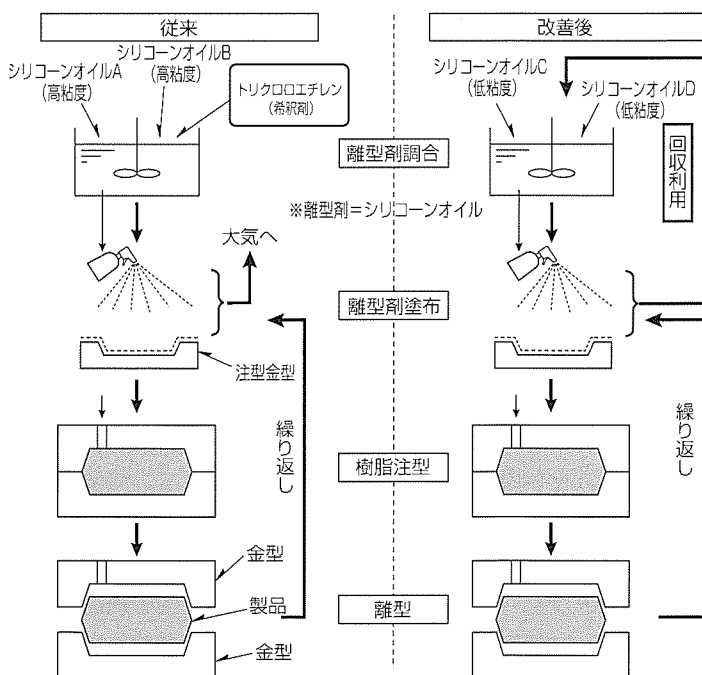 従来
改善後
シリコーンオイルB
(高粘度)
シリコーンオイルA
(高粘度)
トリクロロエチレン
(希釈剤)
シリコーンオイルC
(低粘度)
シリコーンオイルD
(低粘度)
離型剤調合
回収利用
※離型剤=シリコーンオイル
大気へ
離型剤塗布
注型金型
繰り返し
繰り返し
樹脂注型
金型
製品
離型
金型